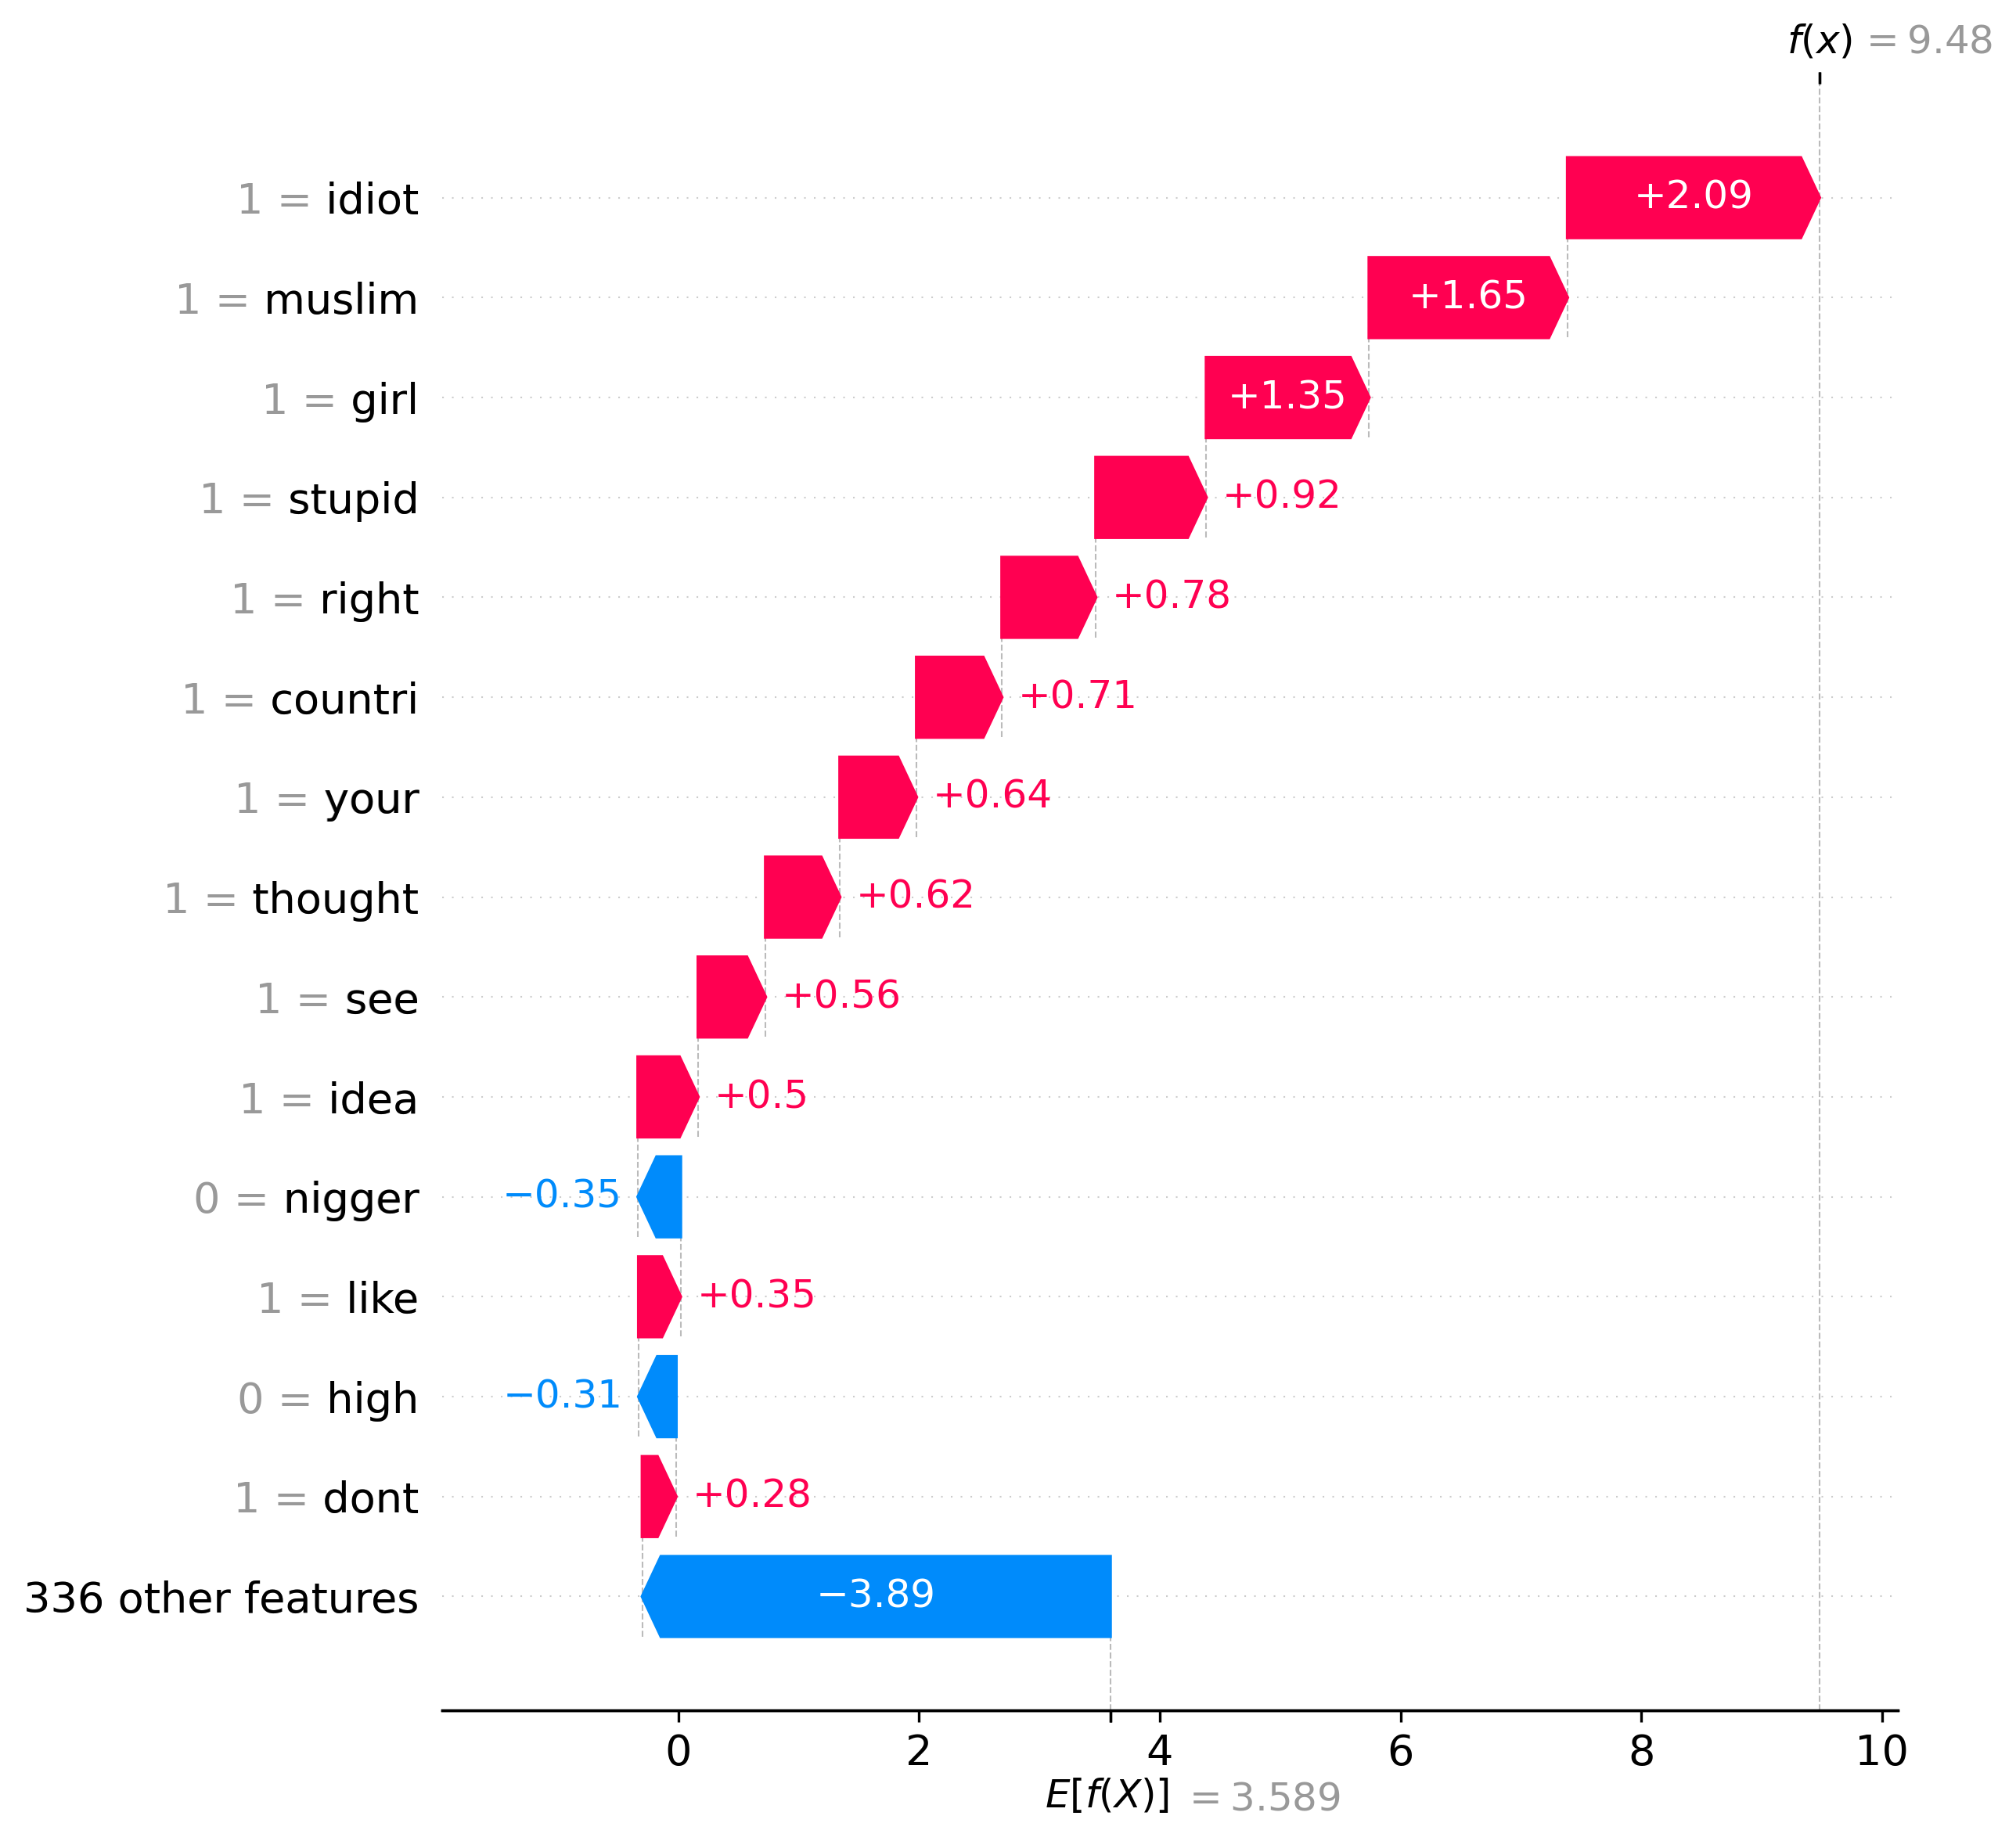 f(x) = 9.48
1 = idiot +2.09
1 = muslim +1.65
1 = girl +1.35
1 = stupid +0.92
1 = right +0.78
1 = countri +0.71
1 = your +0.64
1 = thought +0.62
1 = see +0.56
1 = idea +0.5
0 = nigger −0.35
1 = like +0.35
0 = high −0.31
1 = dont +0.28
336 other features −3.89
0 2 4 6 8 10
E[f(X)] = 3.589